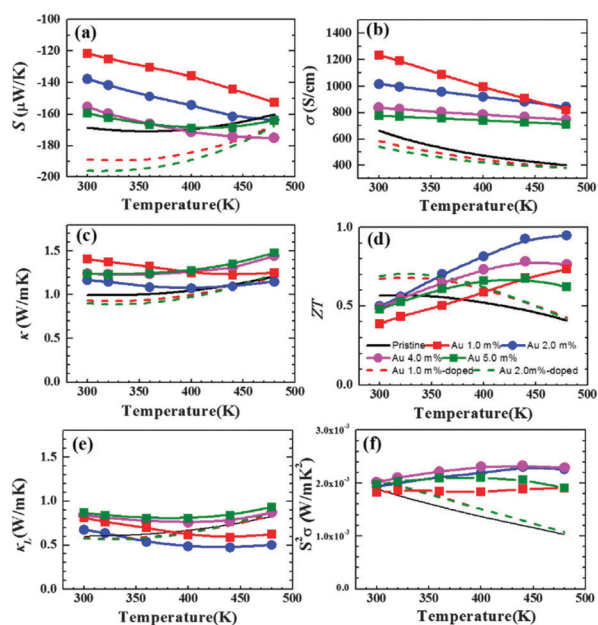 (a)
S (μW/K)
-100
-120
-140
-160
-180
-200
300 350 400 450 500
Temperature(K)
(b)
σ (S/cm)
1400
1200
1000
800
600
400
300 350 400 450 500
Temperature(K)
(c)
κ (W/mK)
1.5
1.0
0.5
0.0
300 350 400 450 500
Temperature(K)
(d)
ZT
1.0
0.5
0.0
Pristine Au 1.0 m% Au 2.0 m%
Au 4.0 m% Au 5.0 m%
Au 1.0 m%-doped Au 2.0m%-doped
300 350 400 450 500
Temperature(K)
(e)
κL(W/mK)
1.5
1.0
0.5
0.0
300 350 400 450 500
Temperature(K)
(f)
S²σ (W/mK²)
3.0x10⁻³
2.0x10⁻³
1.0x10⁻³
0.0
300 350 400 450 500
Temperature(K)